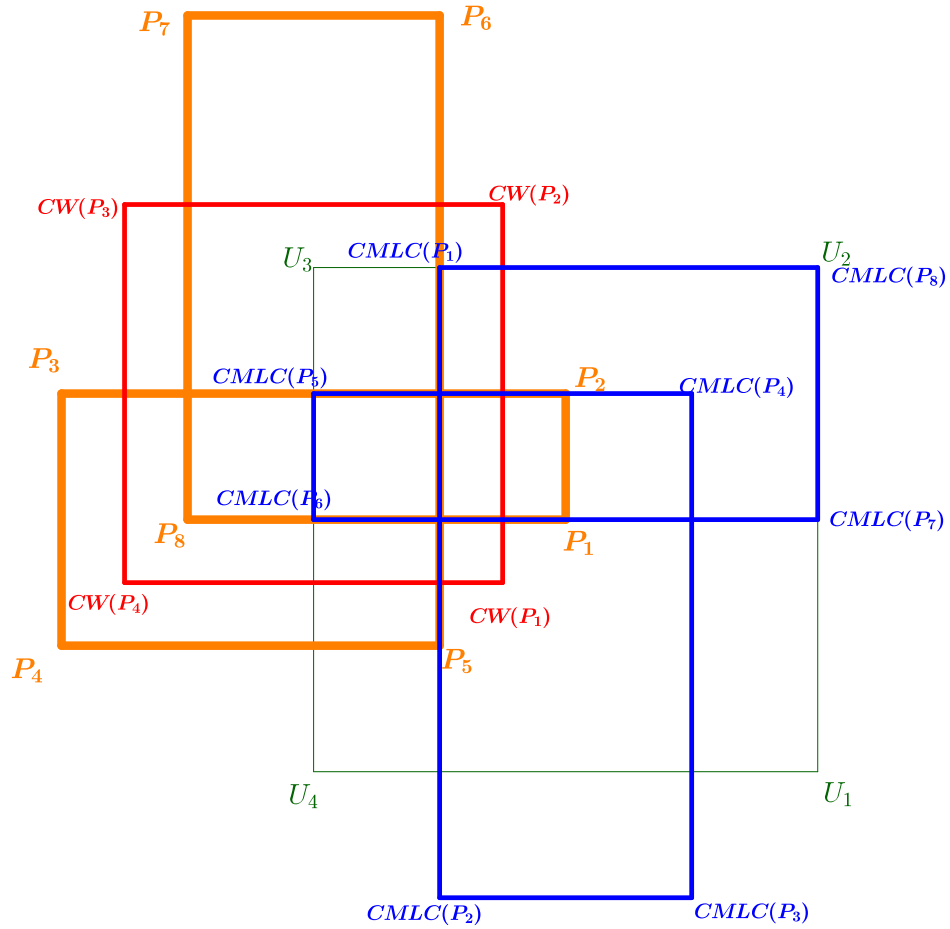 P₇
P₆
CW(P₃)
CW(P₂)
U₃
CMLC(P₁)
U₂
CMLC(P₈)
P₃
CMLC(P₅)
P₂
CMLC(P₄)
CMLC(P₆)
P₈
P₁
CMLC(P₇)
CW(P₄)
CW(P₁)
P₄
P₅
U₄
U₁
CMLC(P₂)
CMLC(P₃)